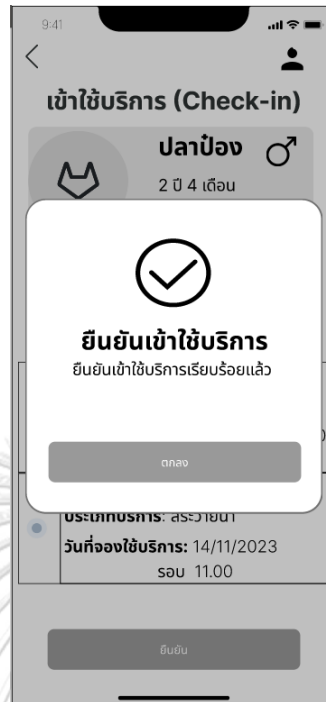 9:41
เข้าใช้บริการ (Check-in)
ปลาป๋อง
2 ปี 4 เดือน
ยืนยันเข้าใช้บริการ
ยืนยันเข้าใช้บริการเรียบร้อยแล้ว
ตกลง
ประเภทบริการ: สระว่ายน้ำ
วันที่จองใช้บริการ: 14/11/2023
รอบ 11.00
ยืนยัน